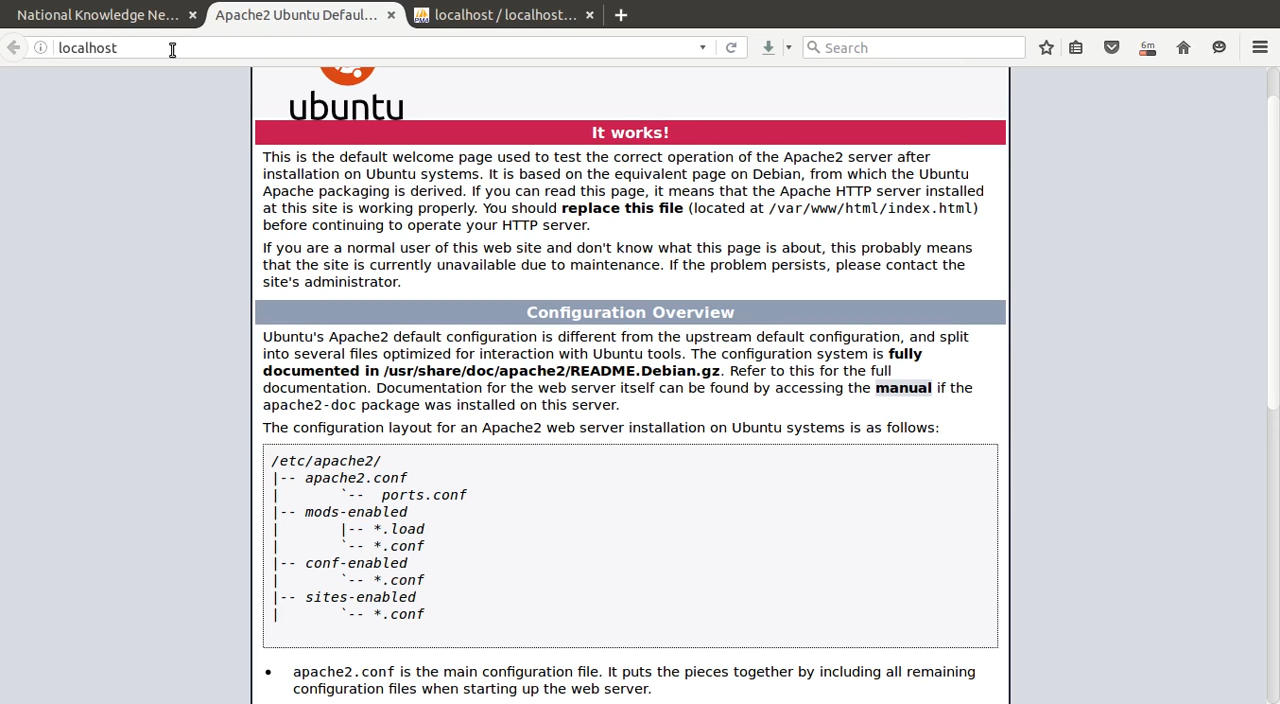 National Knowledge Ne...
Apache2 Ubuntu Defaul...
localhost / localhost...
localhost
Search
6m
ubuntu
It works!
This is the default welcome page used to test the correct operation of the Apache2 server after
installation on Ubuntu systems. It is based on the equivalent page on Debian, from which the Ubuntu
Apache packaging is derived. If you can read this page, it means that the Apache HTTP server installed
at this site is working properly. You should replace this file (located at /var/www/html/index.html)
before continuing to operate your HTTP server.
If you are a normal user of this web site and don't know what this page is about, this probably means
that the site is currently unavailable due to maintenance. If the problem persists, please contact the
site's administrator.
Configuration Overview
Ubuntu's Apache2 default configuration is different from the upstream default configuration, and split
into several files optimized for interaction with Ubuntu tools. The configuration system is fully
documented in /usr/share/doc/apache2/README.Debian.gz. Refer to this for the full
documentation. Documentation for the web server itself can be found by accessing the manual if the
apache2-doc package was installed on this server.
The configuration layout for an Apache2 web server installation on Ubuntu systems is as follows:
/etc/apache2/
|-- apache2.conf
|       `--  ports.conf
|-- mods-enabled
|       |-- *.load
|       `-- *.conf
|-- conf-enabled
|       `-- *.conf
|-- sites-enabled
|       `-- *.conf
• apache2.conf is the main configuration file. It puts the pieces together by including all remaining
configuration files when starting up the web server.